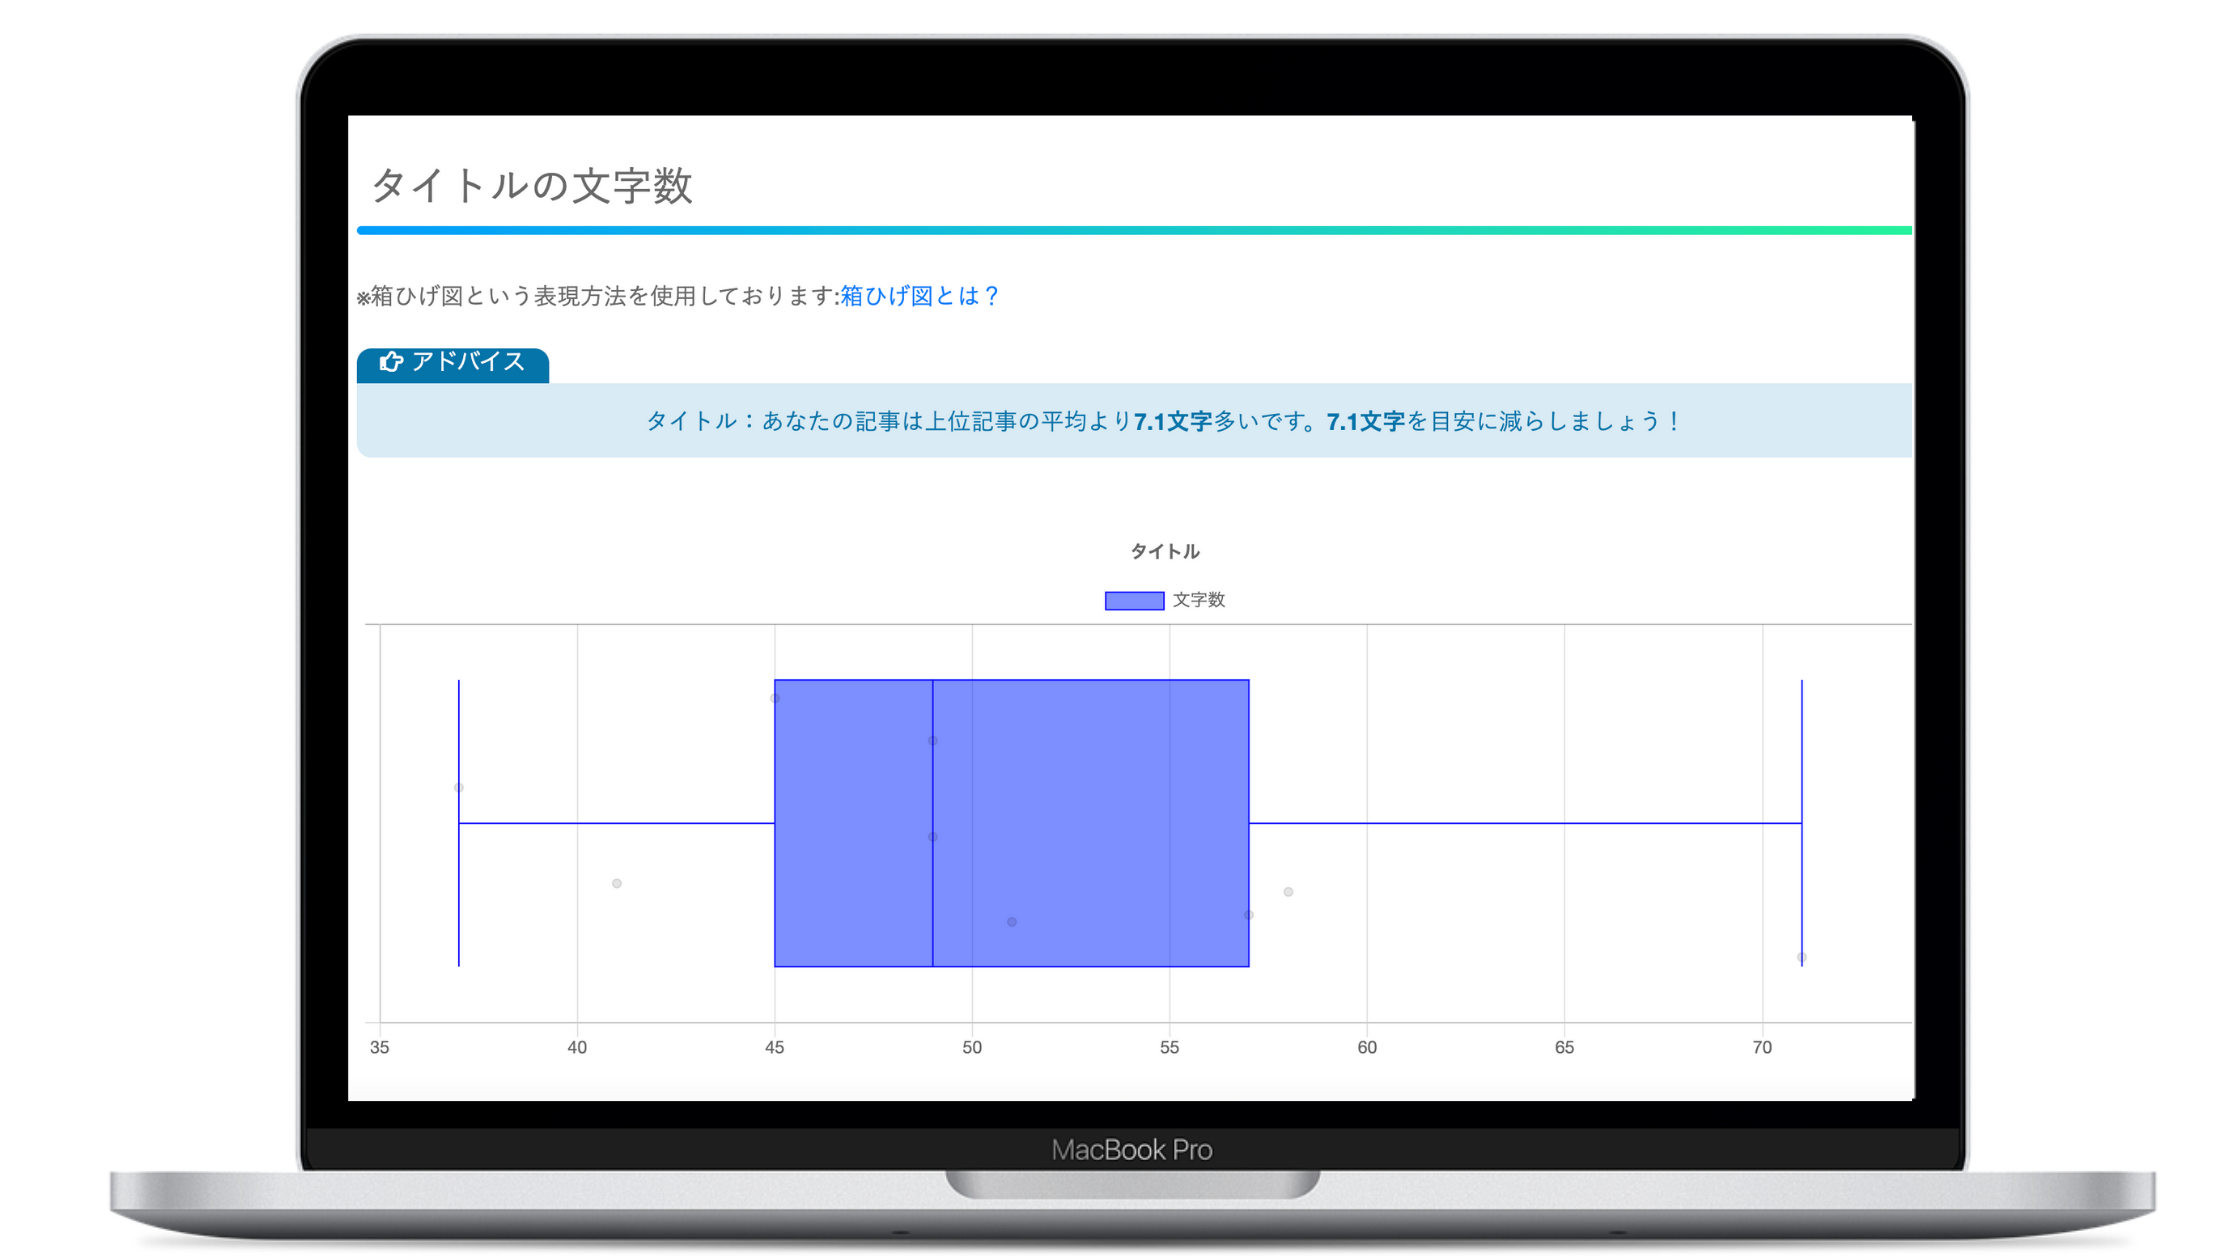 タイトルの文字数
※箱ひげ図という表現方法を使用しております:箱ひげ図とは？
アドバイス
タイトル：あなたの記事は上位記事の平均より7.1文字多いです。7.1文字を目安に減らしましょう！
タイトル
文字数
35 40 45 50 55 60 65 70
MacBook Pro